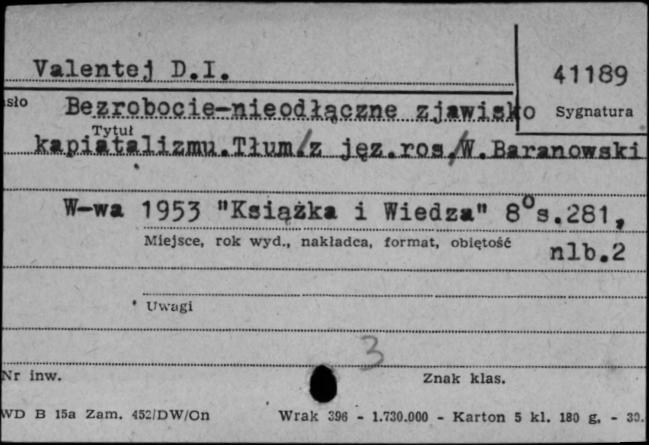 Valentej D.I.
41189
sło Bezrobocie-nieodłączne zjawisko Sygnatura
Tytuł
kapiatalizmu.Tłum./z jęz.ros./W.Baranowski
W-wa 1953 "Książka i Wiedza" 8°s.281,
Miejsce, rok wyd., nakładca, format, objętość
nlb.2
Uwagi
3
Nr inw.
Znak klas.
WD B 15a Zam. 452/DW/On Wrak 396 - 1.730.000 - Karton 5 kl. 180 g. - 30.